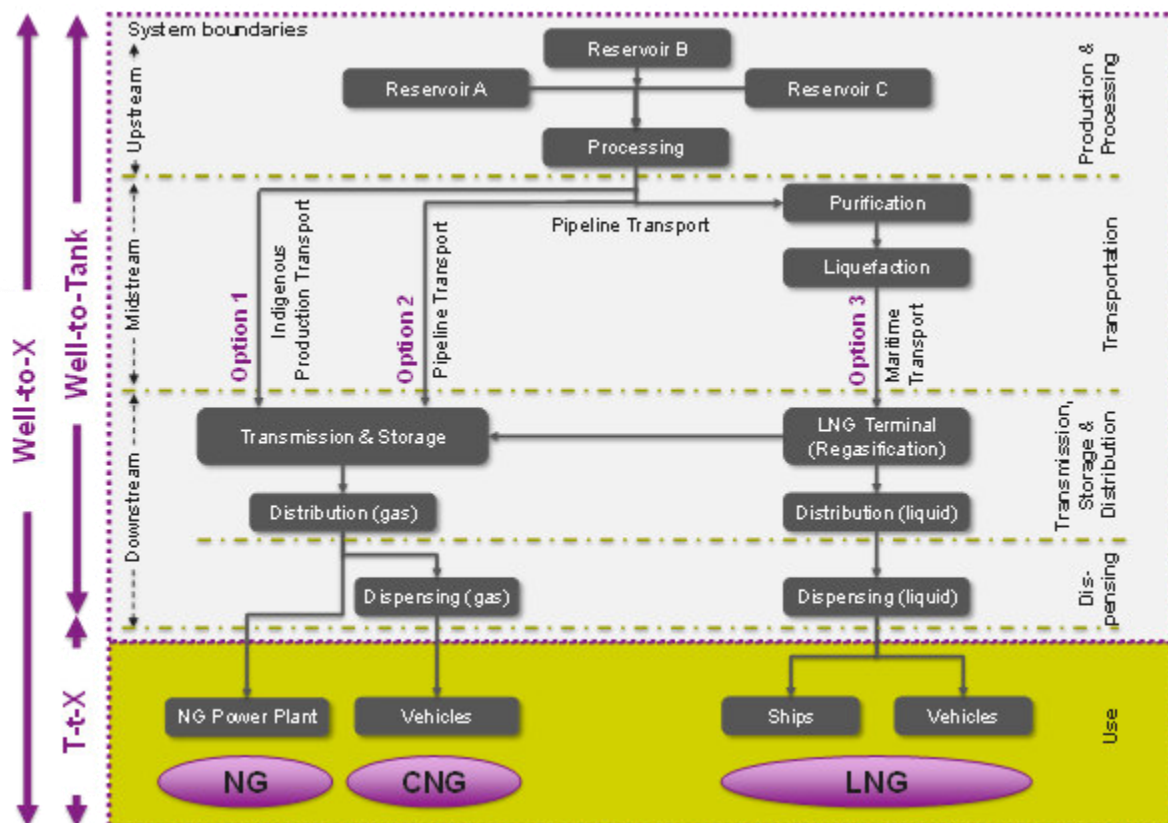 System boundaries
Reservoir B
Reservoir A
Reservoir C
Processing
Upstream
Production &
Processing
Well-to-X
Well-to-Tank
Midstream
Option 1
Indigenous
Production Transport
Option 2
Pipeline Transport
Pipeline Transport
Purification
Liquefaction
Option 3
Maritime
Transport
Transportation
Downstream
Transmission & Storage
LNG Terminal
(Regasification)
Distribution (gas)
Distribution (liquid)
Transmission,
Storage &
Distribution
Dispensing (gas)
Dispensing (liquid)
Dis-
pensing
T-t-X
NG Power Plant
Vehicles
Ships
Vehicles
Use
NG
CNG
LNG